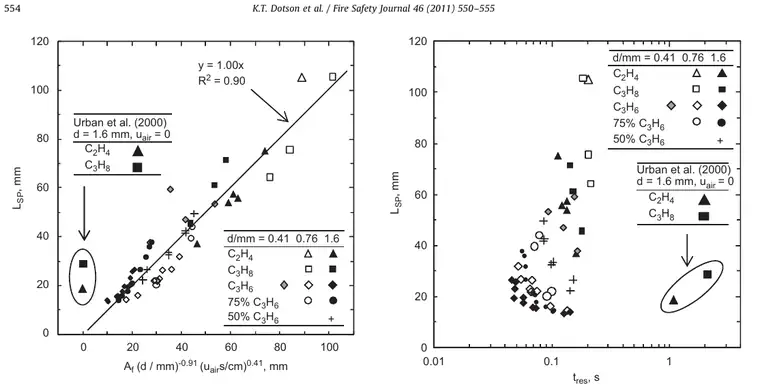 554
K.T. Dotson et al. / Fire Safety Journal 46 (2011) 550–555
120
100
80
60
40
20
0
L_SP, mm
y = 1.00x
R² = 0.90
Urban et al. (2000)
d = 1.6 mm, u_air = 0
C₂H₄
C₃H₈
d/mm = 0.41 0.76 1.6
C₂H₄
C₃H₈
C₃H₆
75% C₃H₆
50% C₃H₆
0 20 40 60 80 100
A_f (d / mm)^-0.91 (u_air s/cm)^0.41, mm
120
100
80
60
40
20
0
L_SP, mm
d/mm = 0.41 0.76 1.6
C₂H₄
C₃H₈
C₃H₆
75% C₃H₆
50% C₃H₆
Urban et al. (2000)
d = 1.6 mm, u_air = 0
C₂H₄
C₃H₈
0.01 0.1 1
t_res, s